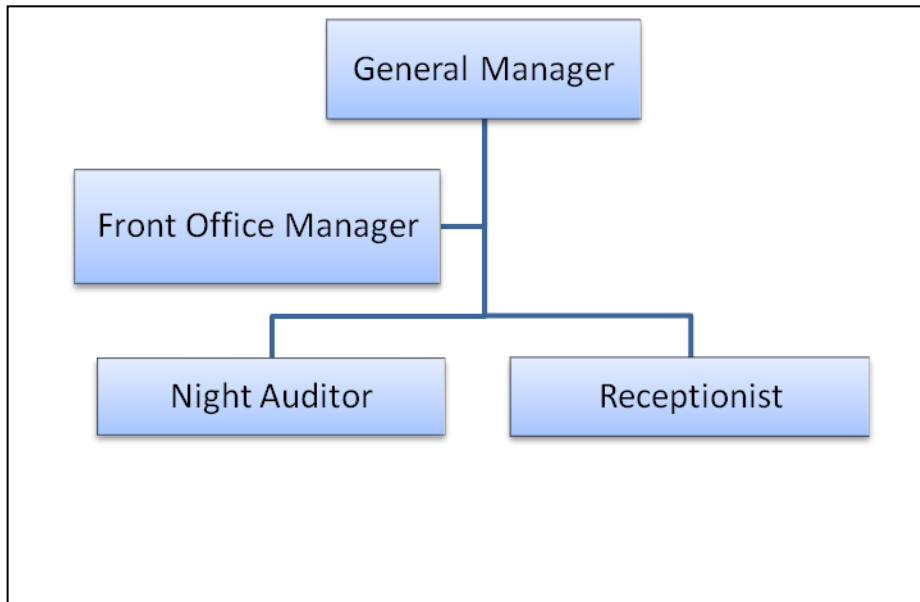 General Manager
Front Office Manager
Night Auditor
Receptionist